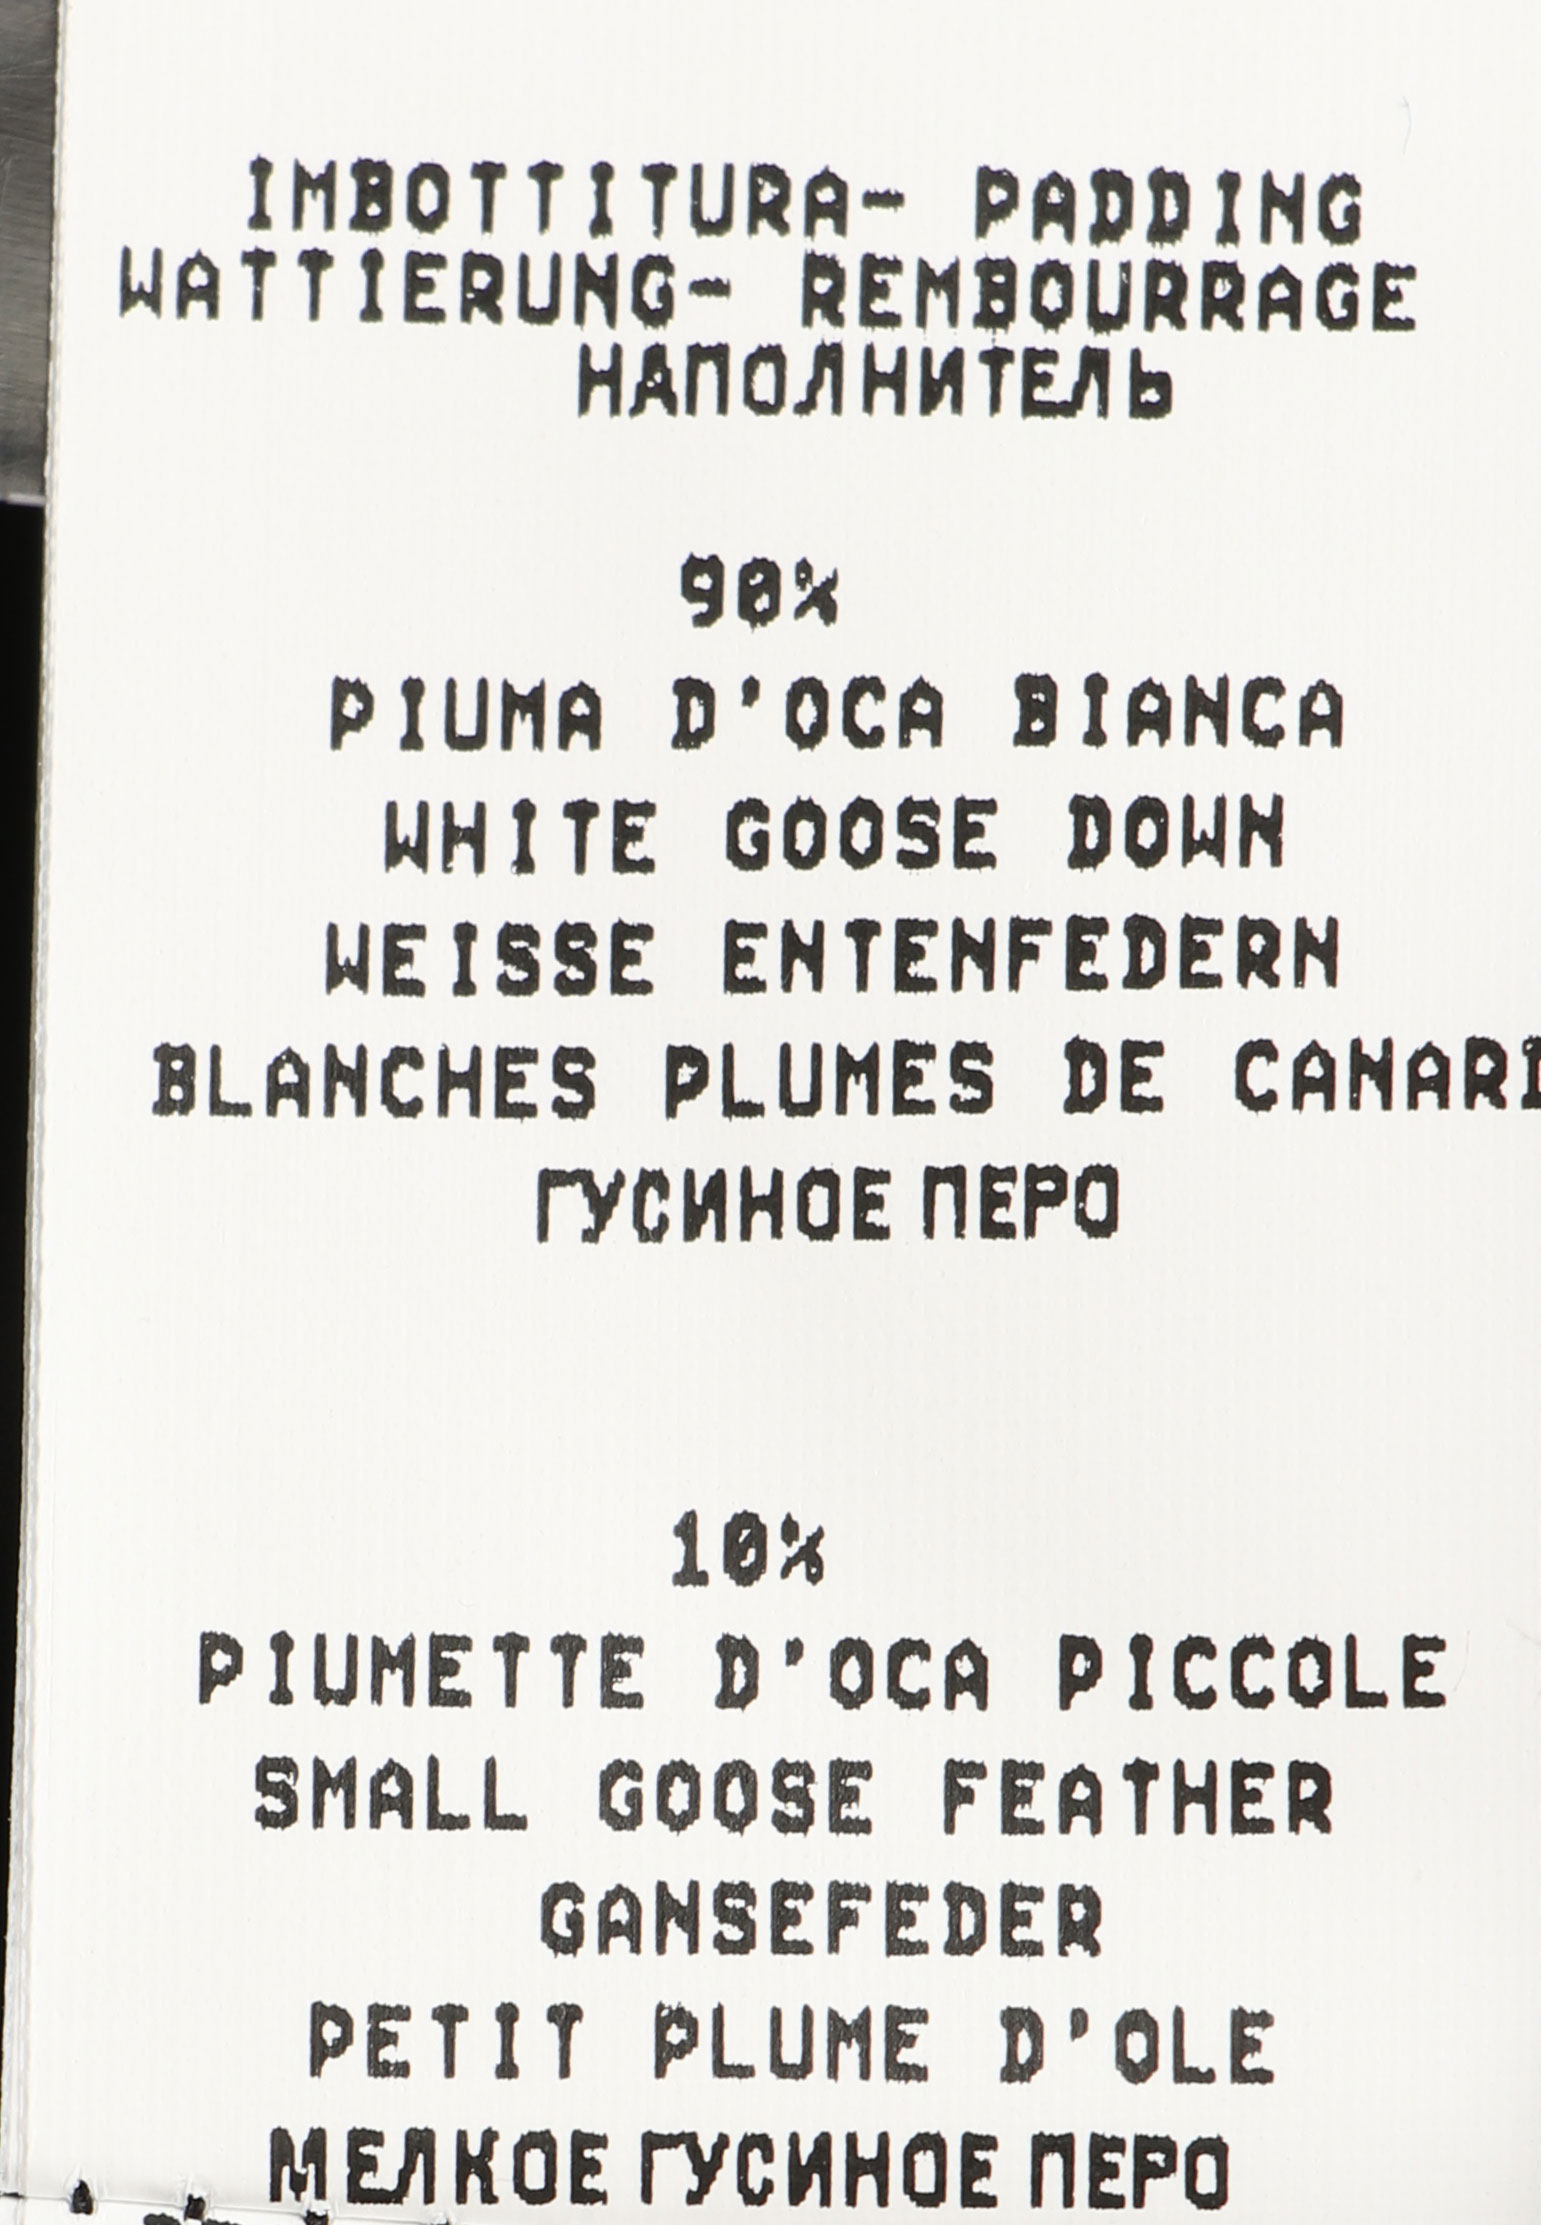 IMBOTTITURA- PADDING
WATTIERUNG- REMBOURRAGE
НАПОЛНИТЕЛЬ
90%
PIUMA D'OCA BIANCA
WHITE GOOSE DOWN
WEISSE ENTENFEDERN
BLANCHES PLUMES DE CANARD
ГУСИНОЕ ПЕРО
10%
PIUMETTE D'OCA PICCOLE
SMALL GOOSE FEATHER
GANSEFEDER
PETIT PLUME D'OLE
МЕЛКОЕ ГУСИНОЕ ПЕРО